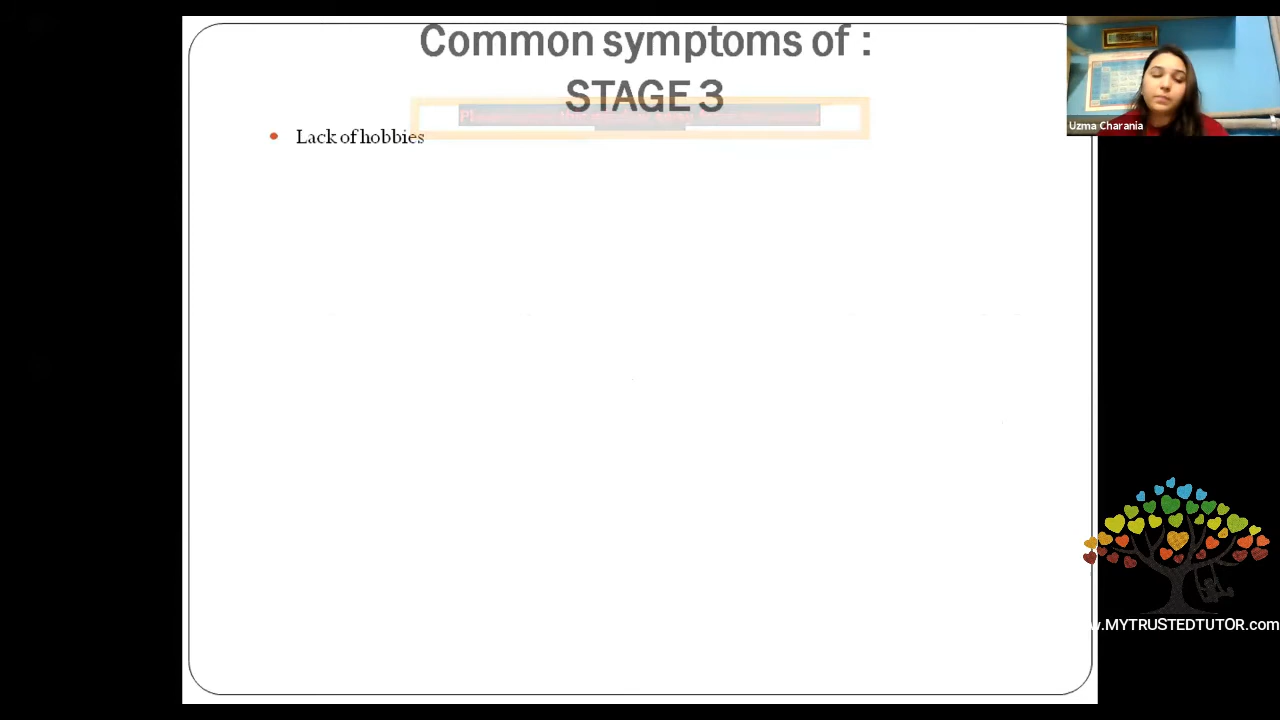 Common symptoms of :
STAGE 3
• Lack of hobbies
Uzma Charania
w.MYTRUSTEDTUTOR.com